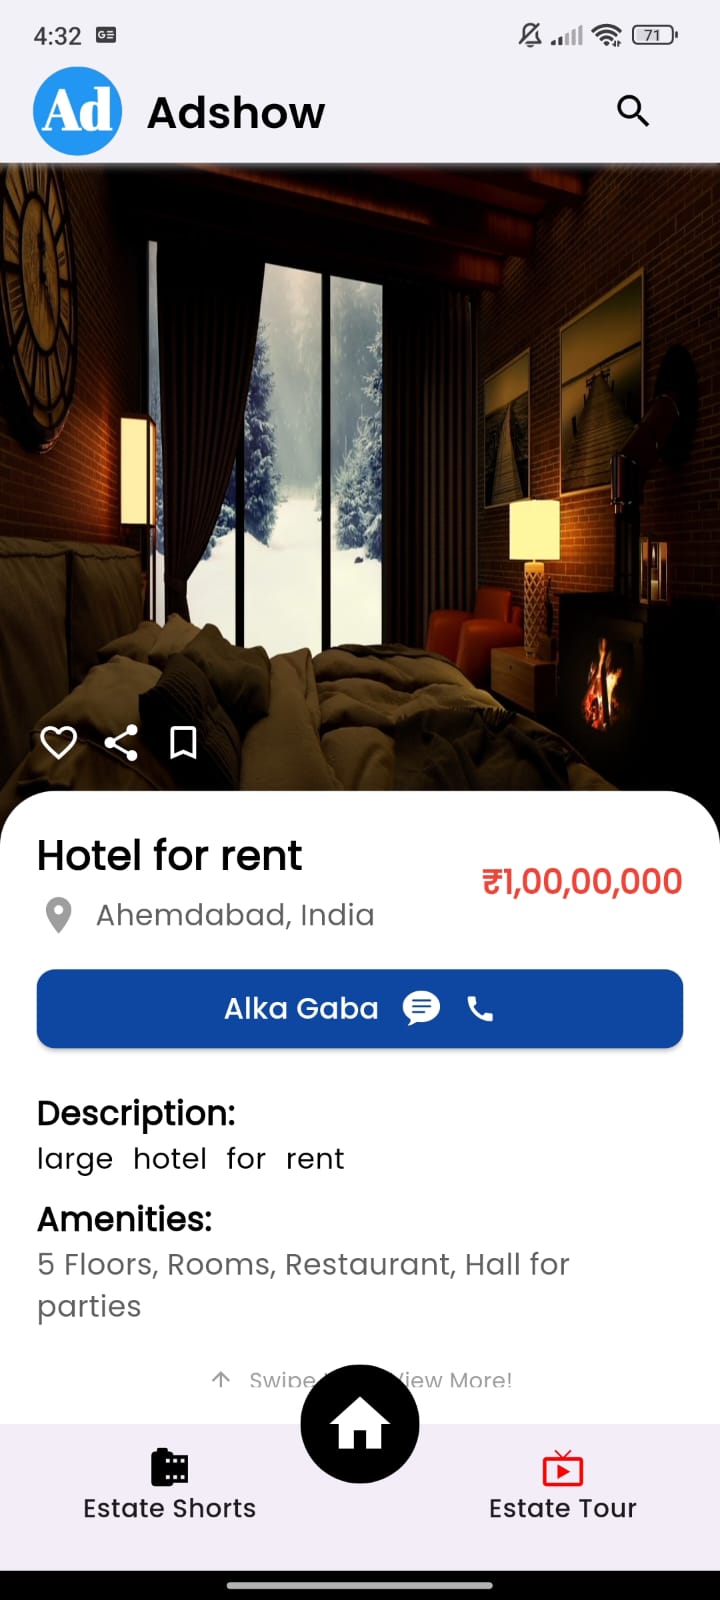 4:32
71
Ad Adshow
Hotel for rent
₹1,00,00,000
Ahemdabad, India
Alka Gaba
Description:
large hotel for rent
Amenities:
5 Floors, Rooms, Restaurant, Hall for
parties
Swipe View More!
Estate Shorts
Estate Tour